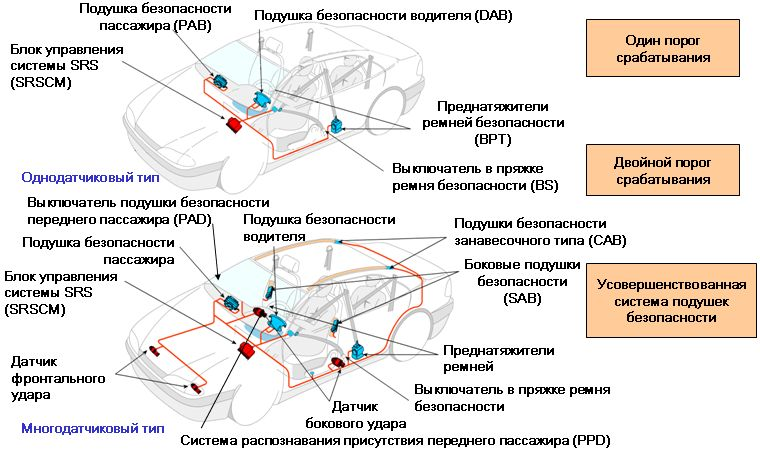 Подушка безопасности
пассажира (PAB)
Подушка безопасности водителя (DAB)
Блок управления
системы SRS
(SRSCM)
Один порог
срабатывания
Преднатяжители
ремней безопасности
(BPT)
Выключатель в пряжке
ремня безопасности (BS)
Двойной порог
срабатывания
Однодатчиковый тип
Выключатель подушки безопасности
переднего пассажира (PAD)
Подушка безопасности
водителя
Подушки безопасности
занавесочного типа (CAB)
Подушка безопасности
пассажира
Боковые подушки
безопасности
(SAB)
Блок управления
системы SRS
(SRSCM)
Усовершенствованная
система подушек
безопасности
Преднатяжители
ремней
Датчик
фронтального
удара
Выключатель в пряжке ремня
безопасности
Датчик
бокового удара
Многодатчиковый тип
Система распознавания присутствия переднего пассажира (PPD)